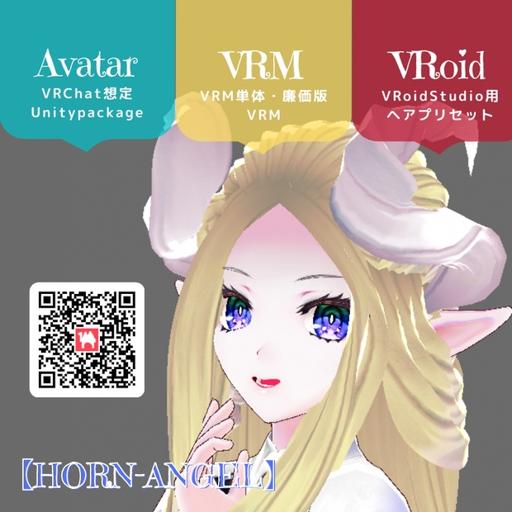 Avatar
VRChat想定
Unitypackage
VRM
VRM単体・廉価版
VRM
VRoid
VRoidStudio用
ヘアプリセット
【HORN-ANGEL】